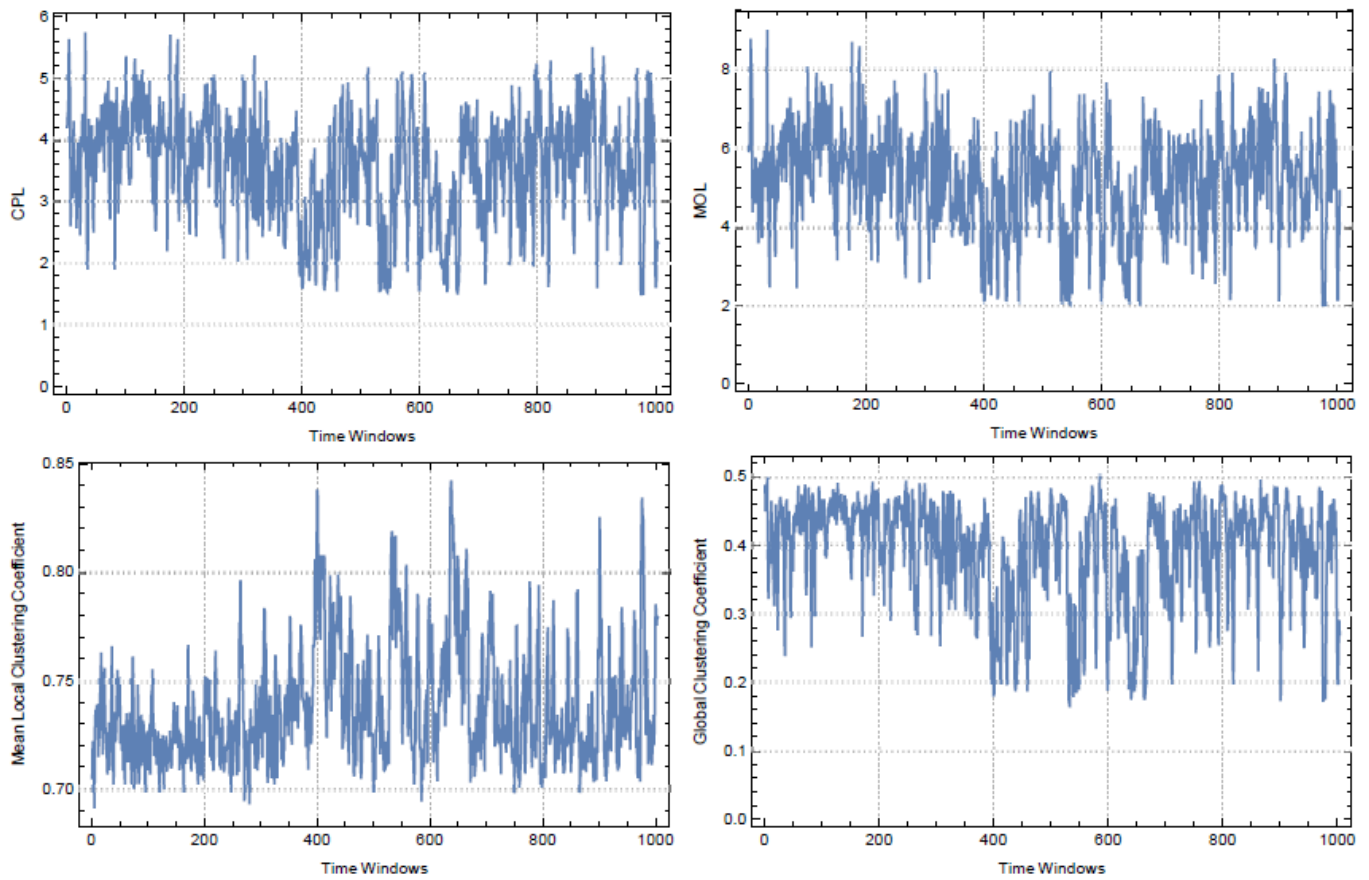 6
5
4
3
2
1
0
CPL
0 200 400 600 800 1000
Time Windows
8
6
4
2
0
MOL
0 200 400 600 800 1000
Time Windows
0.85
0.80
0.75
0.70
Mean Local Clustering Coefficient
0 200 400 600 800 1000
Time Windows
0.5
0.4
0.3
0.2
0.1
0.0
Global Clustering Coefficient
0 200 400 600 800 1000
Time Windows